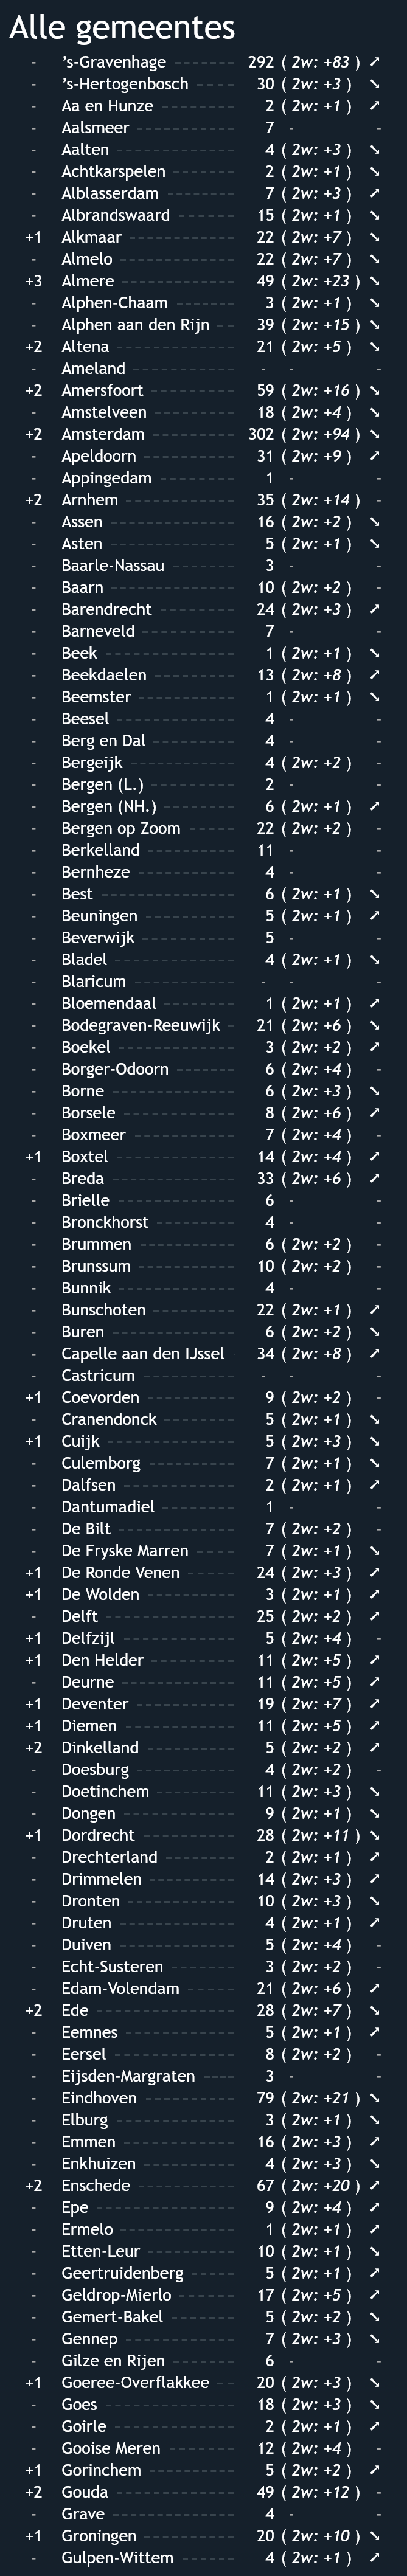 Alle gemeentes
- 's-Gravenhage 292 ( 2w: +83 ) ➚
- 's-Hertogenbosch 30 ( 2w: +3 ) ➘
- Aa en Hunze 2 ( 2w: +1 ) ➚
- Aalsmeer 7 - -
- Aalten 4 ( 2w: +3 ) ➘
- Achtkarspelen 2 ( 2w: +1 ) ➘
- Alblasserdam 7 ( 2w: +3 ) ➚
- Albrandswaard 15 ( 2w: +1 ) ➘
+1 Alkmaar 22 ( 2w: +7 ) ➘
- Almelo 22 ( 2w: +7 ) ➘
+3 Almere 49 ( 2w: +23 ) ➘
- Alphen-Chaam 3 ( 2w: +1 ) ➘
- Alphen aan den Rijn 39 ( 2w: +15 ) ➘
+2 Altena 21 ( 2w: +5 ) ➘
- Ameland - - -
+2 Amersfoort 59 ( 2w: +16 ) ➘
- Amstelveen 18 ( 2w: +4 ) ➘
+2 Amsterdam 302 ( 2w: +94 ) ➘
- Apeldoorn 31 ( 2w: +9 ) ➚
- Appingedam 1 - -
+2 Arnhem 35 ( 2w: +14 ) -
- Assen 16 ( 2w: +2 ) ➘
- Asten 5 ( 2w: +1 ) ➘
- Baarle-Nassau 3 - -
- Baarn 10 ( 2w: +2 ) -
- Barendrecht 24 ( 2w: +3 ) ➚
- Barneveld 7 - -
- Beek 1 ( 2w: +1 ) ➘
- Beekdaelen 13 ( 2w: +8 ) ➚
- Beemster 1 ( 2w: +1 ) ➘
- Beesel 4 - -
- Berg en Dal 4 - -
- Bergeijk 4 ( 2w: +2 ) -
- Bergen (L.) 2 - -
- Bergen (NH.) 6 ( 2w: +1 ) ➚
- Bergen op Zoom 22 ( 2w: +2 ) -
- Berkelland 11 - -
- Bernheze 4 - -
- Best 6 ( 2w: +1 ) ➘
- Beuningen 5 ( 2w: +1 ) ➚
- Beverwijk 5 - -
- Bladel 4 ( 2w: +1 ) ➘
- Blaricum - - -
- Bloemendaal 1 ( 2w: +1 ) ➚
- Bodegraven-Reeuwijk 21 ( 2w: +6 ) ➘
- Boekel 3 ( 2w: +2 ) ➚
- Borger-Odoorn 6 ( 2w: +4 ) -
- Borne 6 ( 2w: +3 ) ➘
- Borsele 8 ( 2w: +6 ) ➚
- Boxmeer 7 ( 2w: +4 ) -
+1 Boxtel 14 ( 2w: +4 ) ➚
- Breda 33 ( 2w: +6 ) ➚
- Brielle 6 - -
- Bronckhorst 4 - -
- Brummen 6 ( 2w: +2 ) -
- Brunssum 10 ( 2w: +2 ) -
- Bunnik 4 - -
- Bunschoten 22 ( 2w: +1 ) ➚
- Buren 6 ( 2w: +2 ) ➘
- Capelle aan den IJssel 34 ( 2w: +8 ) ➚
- Castricum - - -
+1 Coevorden 9 ( 2w: +2 ) -
- Cranendonck 5 ( 2w: +1 ) ➘
+1 Cuijk 5 ( 2w: +3 ) ➘
- Culemborg 7 ( 2w: +1 ) ➘
- Dalfsen 2 ( 2w: +1 ) ➚
- Dantumadiel 1 - -
- De Bilt 7 ( 2w: +2 ) -
- De Fryske Marren 7 ( 2w: +1 ) ➘
+1 De Ronde Venen 24 ( 2w: +3 ) ➚
+1 De Wolden 3 ( 2w: +1 ) ➚
- Delft 25 ( 2w: +2 ) ➚
+1 Delfzijl 5 ( 2w: +4 ) -
+1 Den Helder 11 ( 2w: +5 ) ➚
- Deurne 11 ( 2w: +5 ) ➚
+1 Deventer 19 ( 2w: +7 ) ➚
+1 Diemen 11 ( 2w: +5 ) ➚
+2 Dinkelland 5 ( 2w: +2 ) ➚
- Doesburg 4 ( 2w: +2 ) -
- Doetinchem 11 ( 2w: +3 ) ➘
- Dongen 9 ( 2w: +1 ) ➘
+1 Dordrecht 28 ( 2w: +11 ) ➘
- Drechterland 2 ( 2w: +1 ) ➚
- Drimmelen 14 ( 2w: +3 ) ➚
- Dronten 10 ( 2w: +3 ) ➘
- Druten 4 ( 2w: +1 ) ➚
- Duiven 5 ( 2w: +4 ) -
- Echt-Susteren 3 ( 2w: +2 ) -
- Edam-Volendam 21 ( 2w: +6 ) ➚
+2 Ede 28 ( 2w: +7 ) ➘
- Eemnes 5 ( 2w: +1 ) ➚
- Eersel 8 ( 2w: +2 ) -
- Eijsden-Margraten 3 - -
- Eindhoven 79 ( 2w: +21 ) ➘
- Elburg 3 ( 2w: +1 ) ➘
- Emmen 16 ( 2w: +3 ) ➚
- Enkhuizen 4 ( 2w: +3 ) ➘
+2 Enschede 67 ( 2w: +20 ) ➚
- Epe 9 ( 2w: +4 ) ➚
- Ermelo 1 ( 2w: +1 ) ➚
- Etten-Leur 10 ( 2w: +1 ) ➘
- Geertruidenberg 5 ( 2w: +1 ) ➚
- Geldrop-Mierlo 17 ( 2w: +5 ) ➚
- Gemert-Bakel 5 ( 2w: +2 ) ➘
- Gennep 7 ( 2w: +3 ) ➘
- Gilze en Rijen 6 - -
+1 Goeree-Overflakkee 20 ( 2w: +3 ) ➘
- Goes 18 ( 2w: +3 ) ➘
- Goirle 2 ( 2w: +1 ) ➚
- Gooise Meren 12 ( 2w: +4 ) -
+1 Gorinchem 5 ( 2w: +2 ) ➚
+2 Gouda 49 ( 2w: +12 ) -
- Grave 4 - -
+1 Groningen 20 ( 2w: +10 ) ➘
- Gulpen-Wittem 4 ( 2w: +1 ) ➚